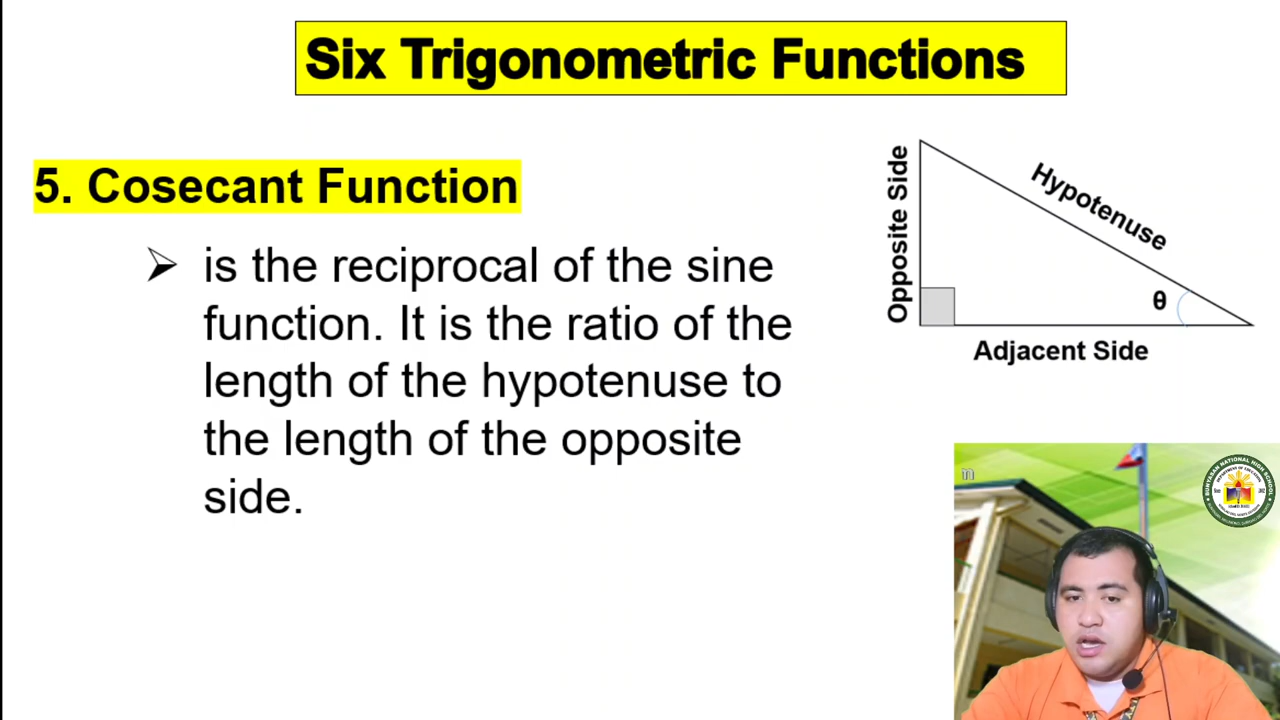 Six Trigonometric Functions
5. Cosecant Function
➢ is the reciprocal of the sine
function. It is the ratio of the
length of the hypotenuse to
the length of the opposite
side.
Opposite Side
Hypotenuse
θ
Adjacent Side
n